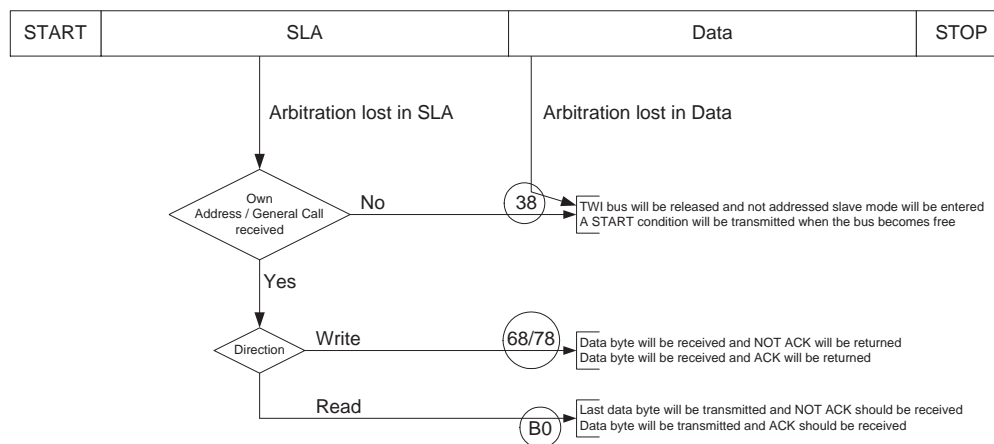 START SLA Data STOP
Arbitration lost in SLA Arbitration lost in Data
Own
Address / General Call
received
No
38
TWI bus will be released and not addressed slave mode will be entered
A START condition will be transmitted when the bus becomes free
Yes
Direction
Write
68/78
Data byte will be received and NOT ACK will be returned
Data byte will be received and ACK will be returned
Read
B0
Last data byte will be transmitted and NOT ACK should be received
Data byte will be transmitted and ACK should be received